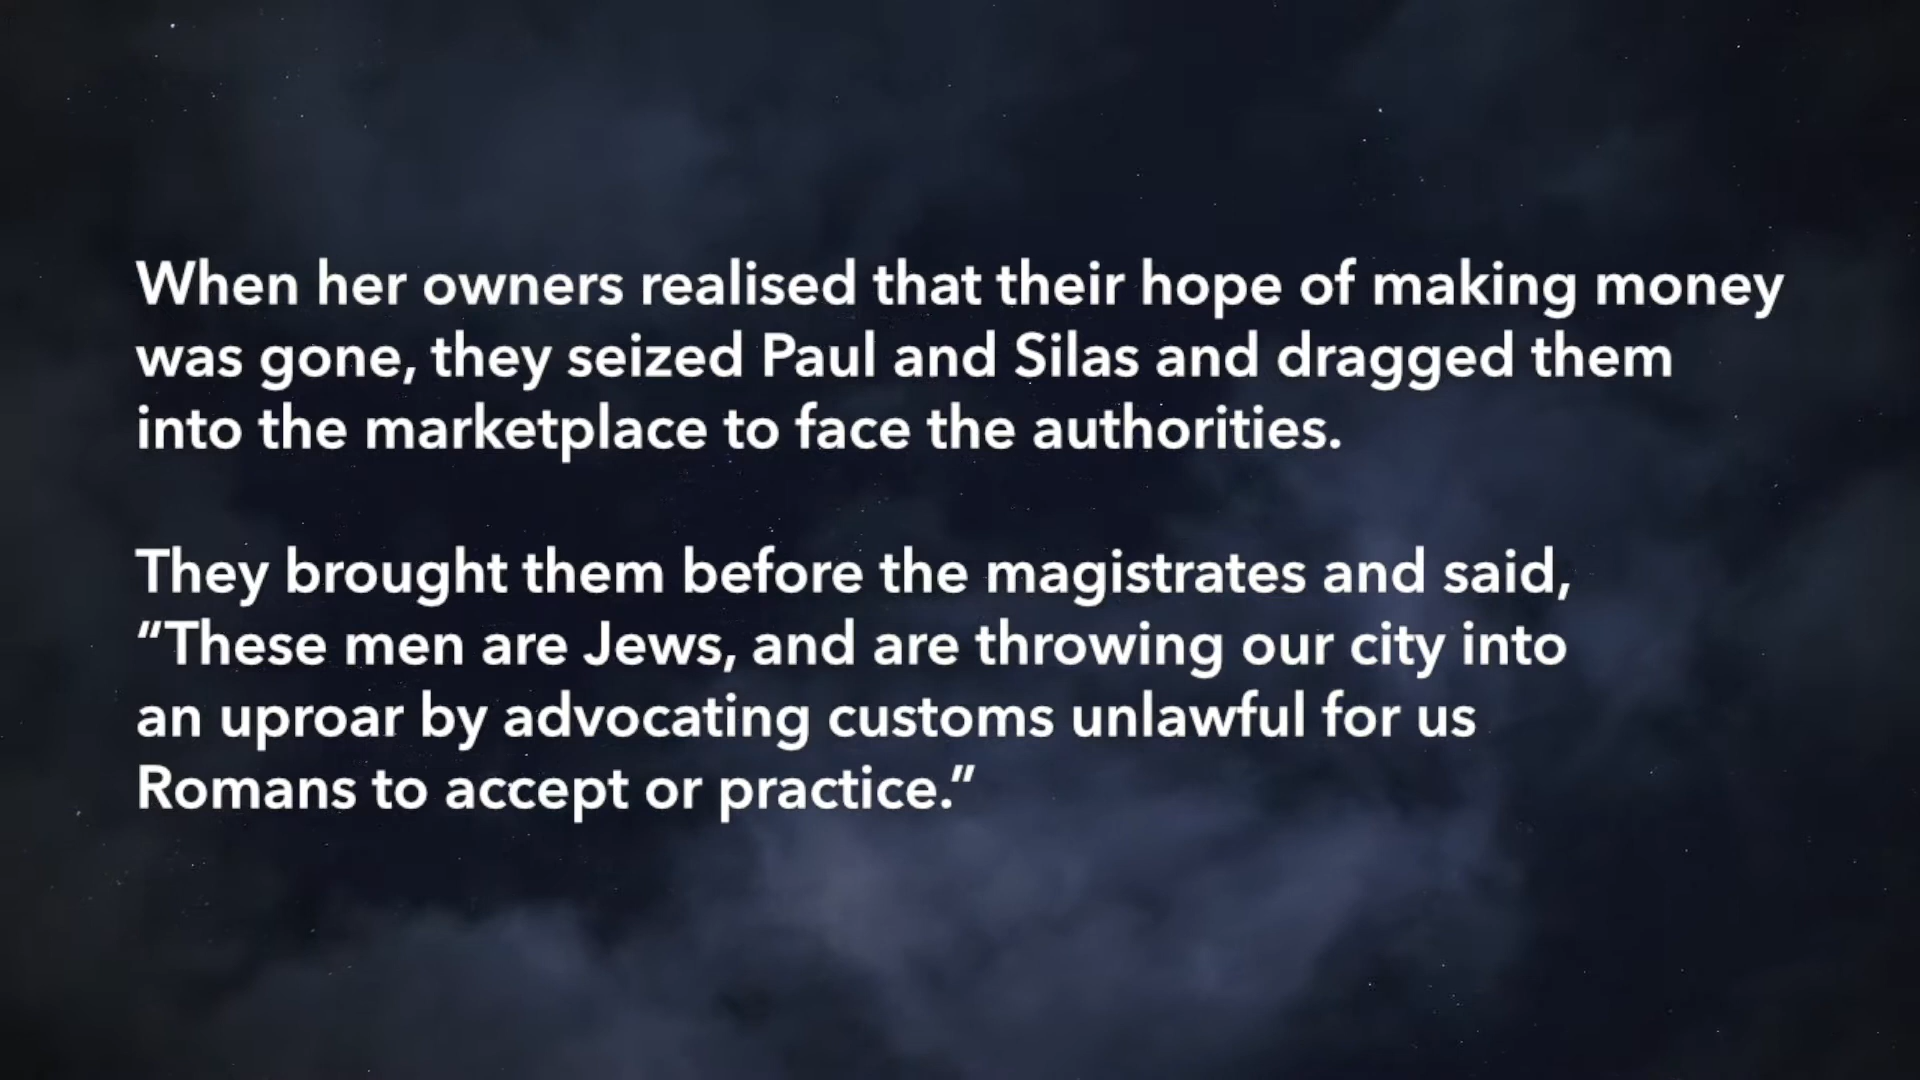 When her owners realised that their hope of making money
was gone, they seized Paul and Silas and dragged them
into the marketplace to face the authorities.
They brought them before the magistrates and said,
“These men are Jews, and are throwing our city into
an uproar by advocating customs unlawful for us
Romans to accept or practice.”